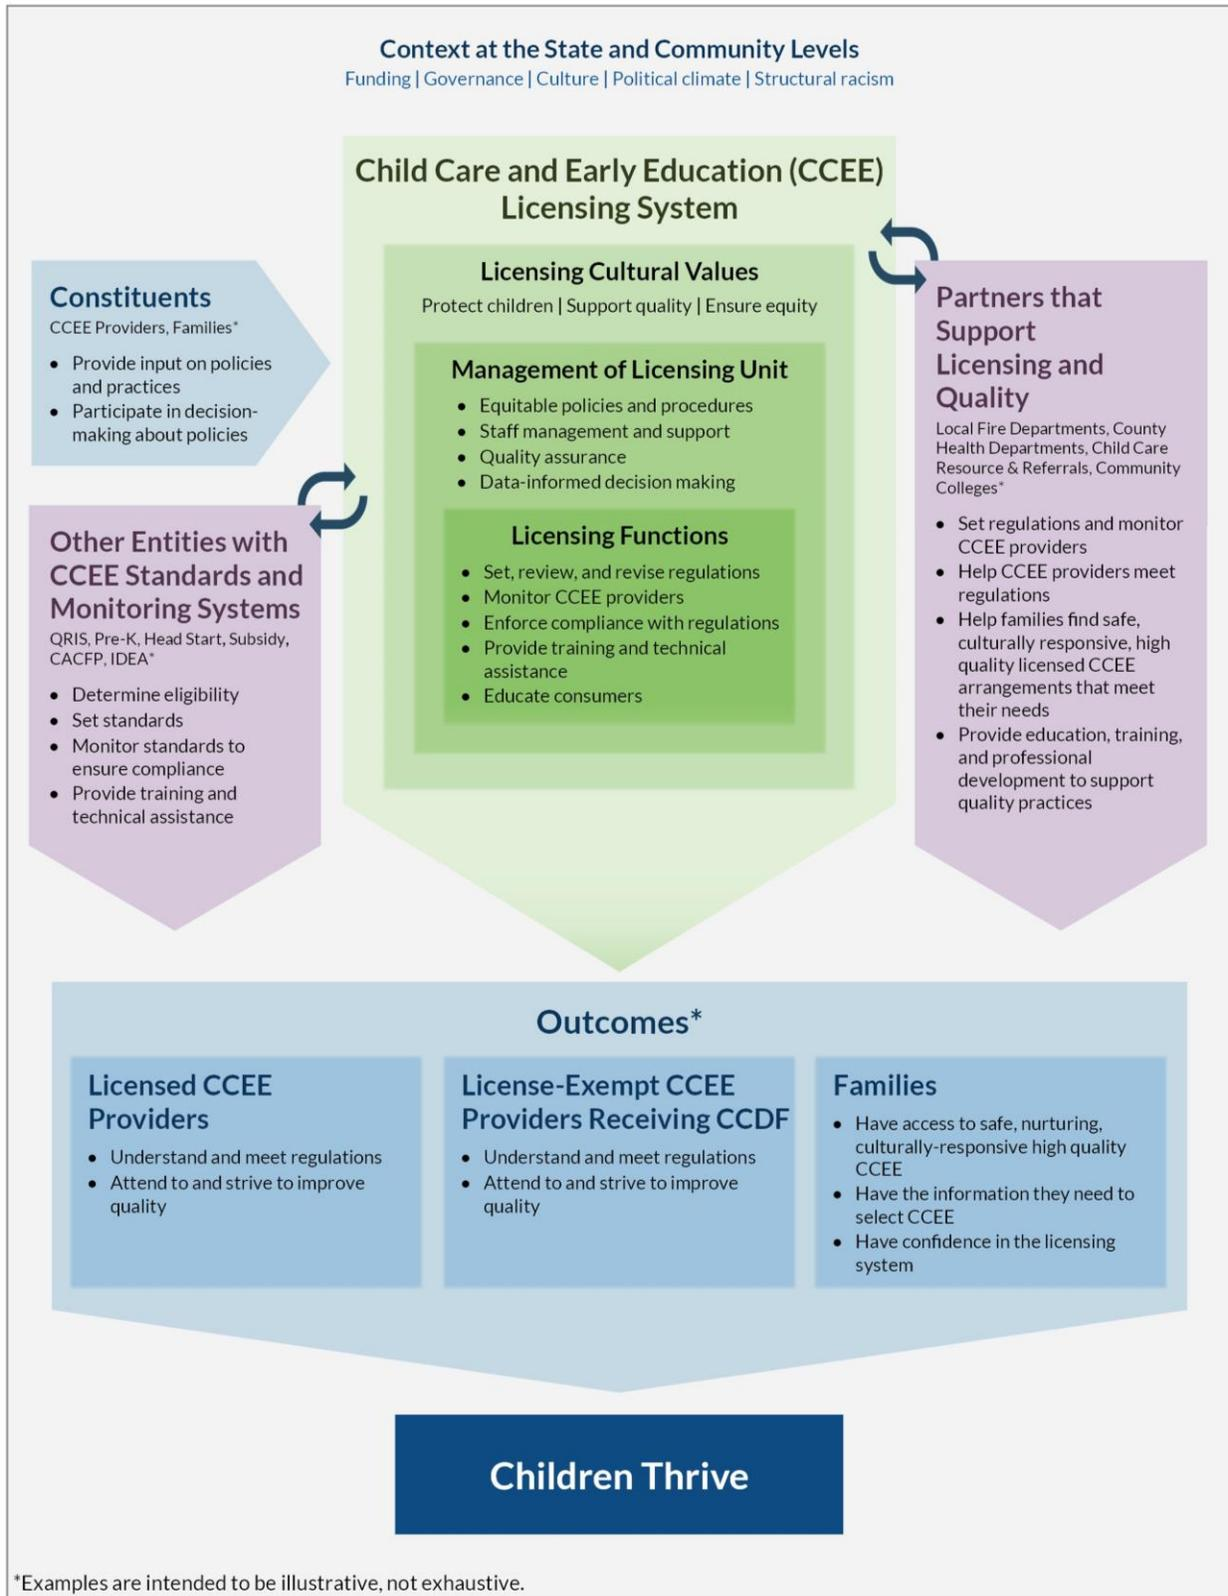 Context at the State and Community Levels
Funding | Governance | Culture | Political climate | Structural racism
Child Care and Early Education (CCEE)
Licensing System
Licensing Cultural Values
Protect children | Support quality | Ensure equity
Management of Licensing Unit
• Equitable policies and procedures
• Staff management and support
• Quality assurance
• Data-informed decision making
Licensing Functions
• Set, review, and revise regulations
• Monitor CCEE providers
• Enforce compliance with regulations
• Provide training and technical
assistance
• Educate consumers
Constituents
CCEE Providers, Families*
• Provide input on policies
and practices
• Participate in decision-
making about policies
Other Entities with
CCEE Standards and
Monitoring Systems
QRIS, Pre-K, Head Start, Subsidy,
CACFP, IDEA*
• Determine eligibility
• Set standards
• Monitor standards to
ensure compliance
• Provide training and
technical assistance
Partners that
Support
Licensing and
Quality
Local Fire Departments, County
Health Departments, Child Care
Resource & Referrals, Community
Colleges*
• Set regulations and monitor
CCEE providers
• Help CCEE providers meet
regulations
• Help families find safe,
culturally responsive, high
quality licensed CCEE
arrangements that meet
their needs
• Provide education, training,
and professional
development to support
quality practices
Outcomes*
Licensed CCEE
Providers
• Understand and meet regulations
• Attend to and strive to improve
quality
License-Exempt CCEE
Providers Receiving CCDF
• Understand and meet regulations
• Attend to and strive to improve
quality
Families
• Have access to safe, nurturing,
culturally-responsive high quality
CCEE
• Have the information they need to
select CCEE
• Have confidence in the licensing
system
Children Thrive
*Examples are intended to be illustrative, not exhaustive.